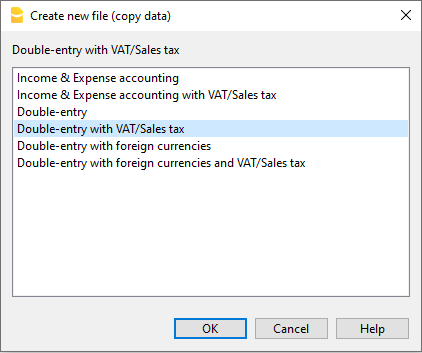 Create new file (copy data)
Double-entry with VAT/Sales tax
Income & Expense accounting
Income & Expense accounting with VAT/Sales tax
Double-entry
Double-entry with VAT/Sales tax
Double-entry with foreign currencies
Double-entry with foreign currencies and VAT/Sales tax
OK Cancel Help